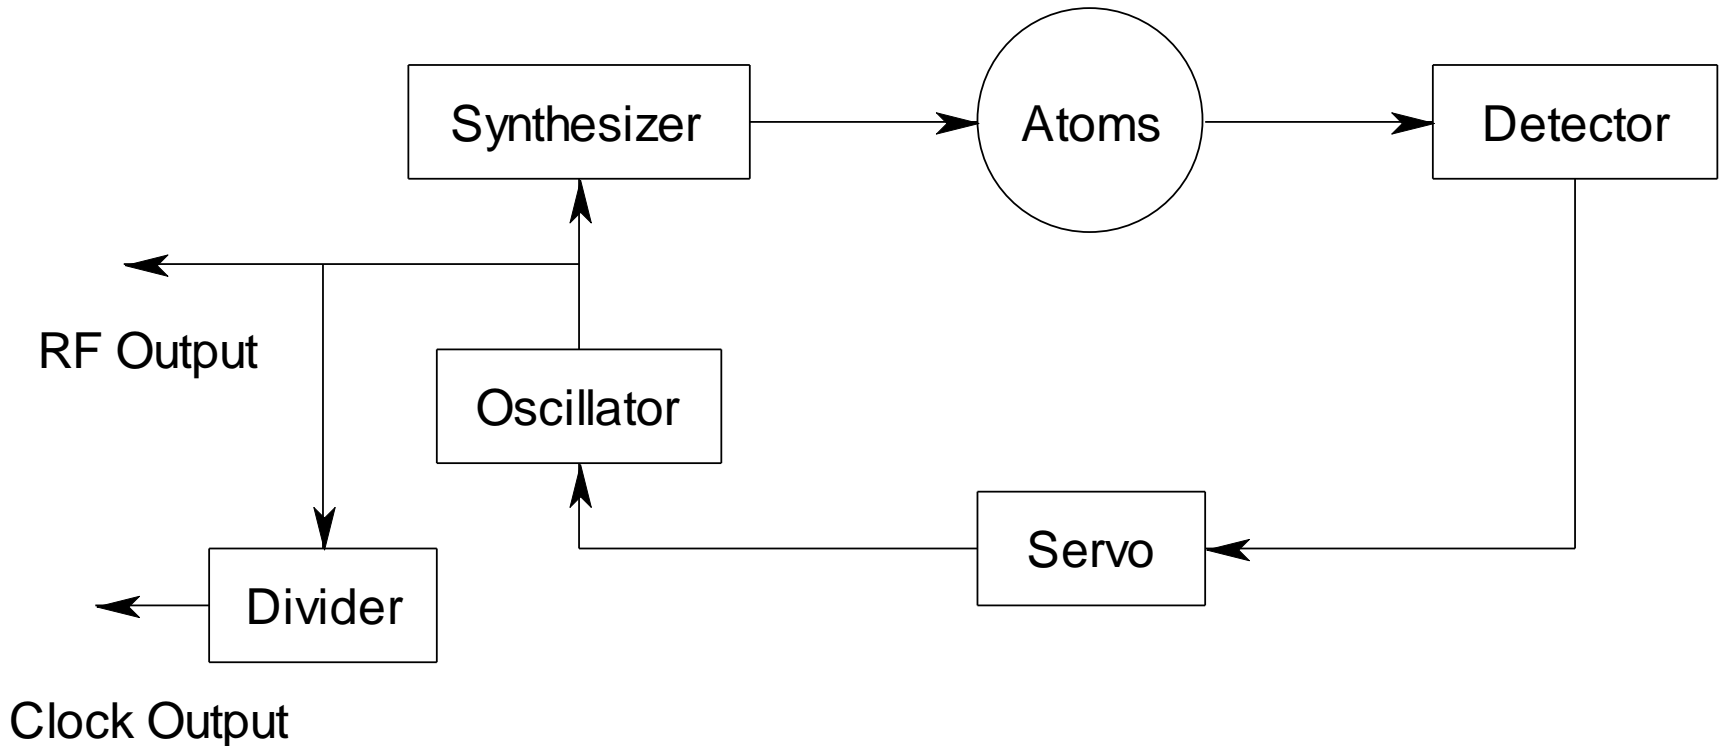 Synthesizer
Atoms
Detector
RF Output
Oscillator
Servo
Divider
Clock Output